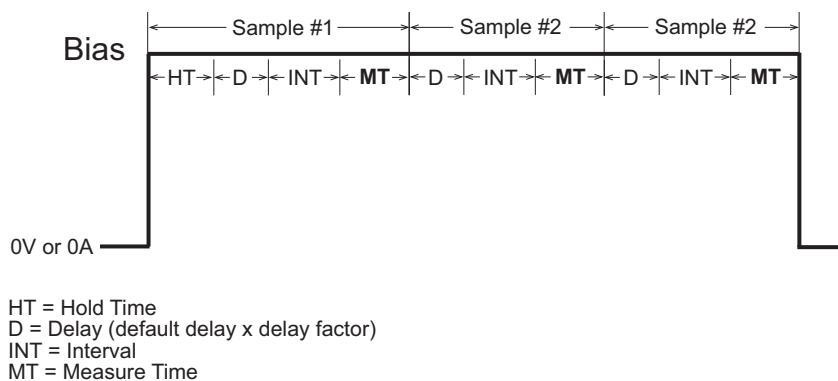 Sample #1 Sample #2 Sample #2
Bias
HT D INT MT D INT MT D INT MT
0V or 0A
HT = Hold Time
D = Delay (default delay x delay factor)
INT = Interval
MT = Measure Time